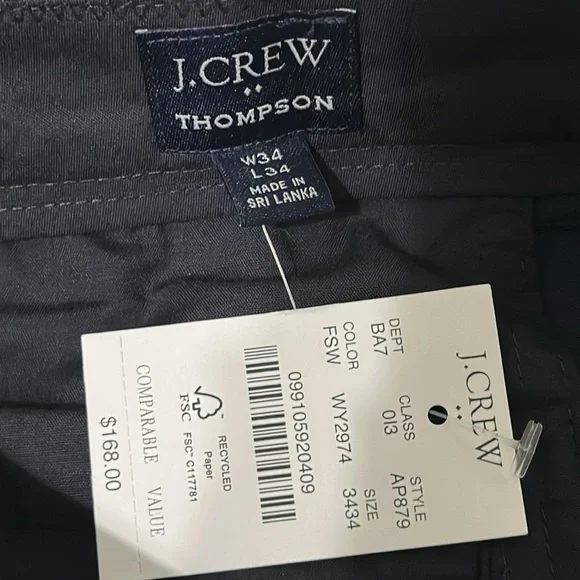 J.CREW
THOMPSON
W34
L34
MADE IN
SRI LANKA
J.CREW
DEPT CLASS STYLE
BA7 013 AP879
COLOR SIZE
FSW WY2974 3434
099105920409
RECYCLED
Paper
FSC FSC™ C117781
COMPARABLE VALUE
$168.00